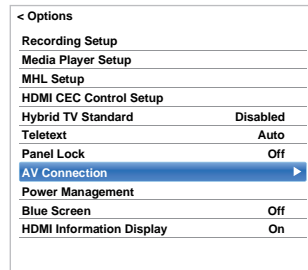 < Options
Recording Setup
Media Player Setup
MHL Setup
HDMI CEC Control Setup
Hybrid TV Standard Disabled
Teletext Auto
Panel Lock Off
AV Connection
Power Management
Blue Screen Off
HDMI Information Display On